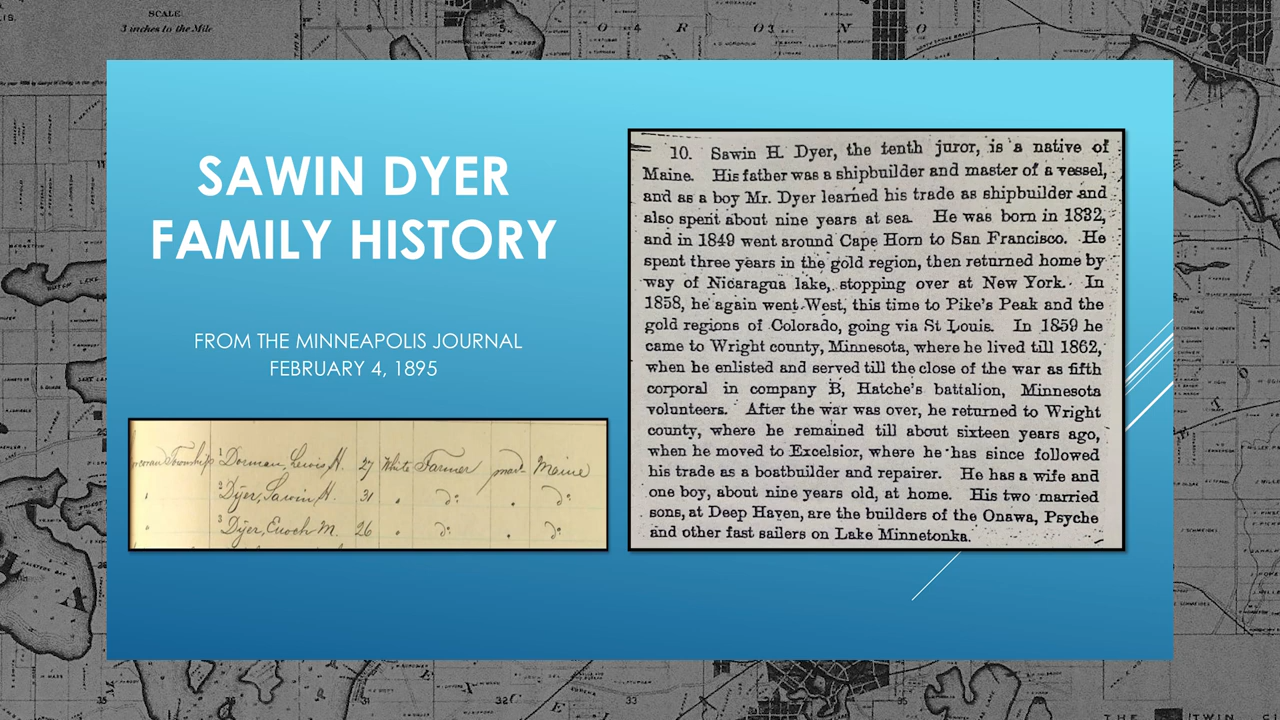 SCALE
3 inches to the Mile
SAWIN DYER
FAMILY HISTORY
FROM THE MINNEAPOLIS JOURNAL
FEBRUARY 4, 1895
Township 1 Dorman, Lewis H. 27 White Farmer mar- Maine
" 2 Dyer, Sawin H. 31 " do: " do:
" 3 Dyer, Enoch M. 26 " do: " do:
10. Sawin H. Dyer, the tenth juror, is a native of
Maine. His father was a shipbuilder and master of a vessel,
and as a boy Mr. Dyer learned his trade as shipbuilder and
also spent about nine years at sea. He was born in 1832,
and in 1849 went around Cape Horn to San Francisco. He
spent three years in the gold region, then returned home by
way of Nicaragua lake, stopping over at New York. In
1858, he again went West, this time to Pike's Peak and the
gold regions of Colorado, going via St Louis. In 1859 he
came to Wright county, Minnesota, where he lived till 1862,
when he enlisted and served till the close of the war as fifth
corporal in company B, Hatche's battalion, Minnesota
volunteers. After the war was over, he returned to Wright
county, where he remained till about sixteen years ago,
when he moved to Excelsior, where he has since followed
his trade as a boatbuilder and repairer. He has a wife and
one boy, about nine years old, at home. His two married
sons, at Deep Haven, are the builders of the Onawa, Psyche
and other fast sailers on Lake Minnetonka.